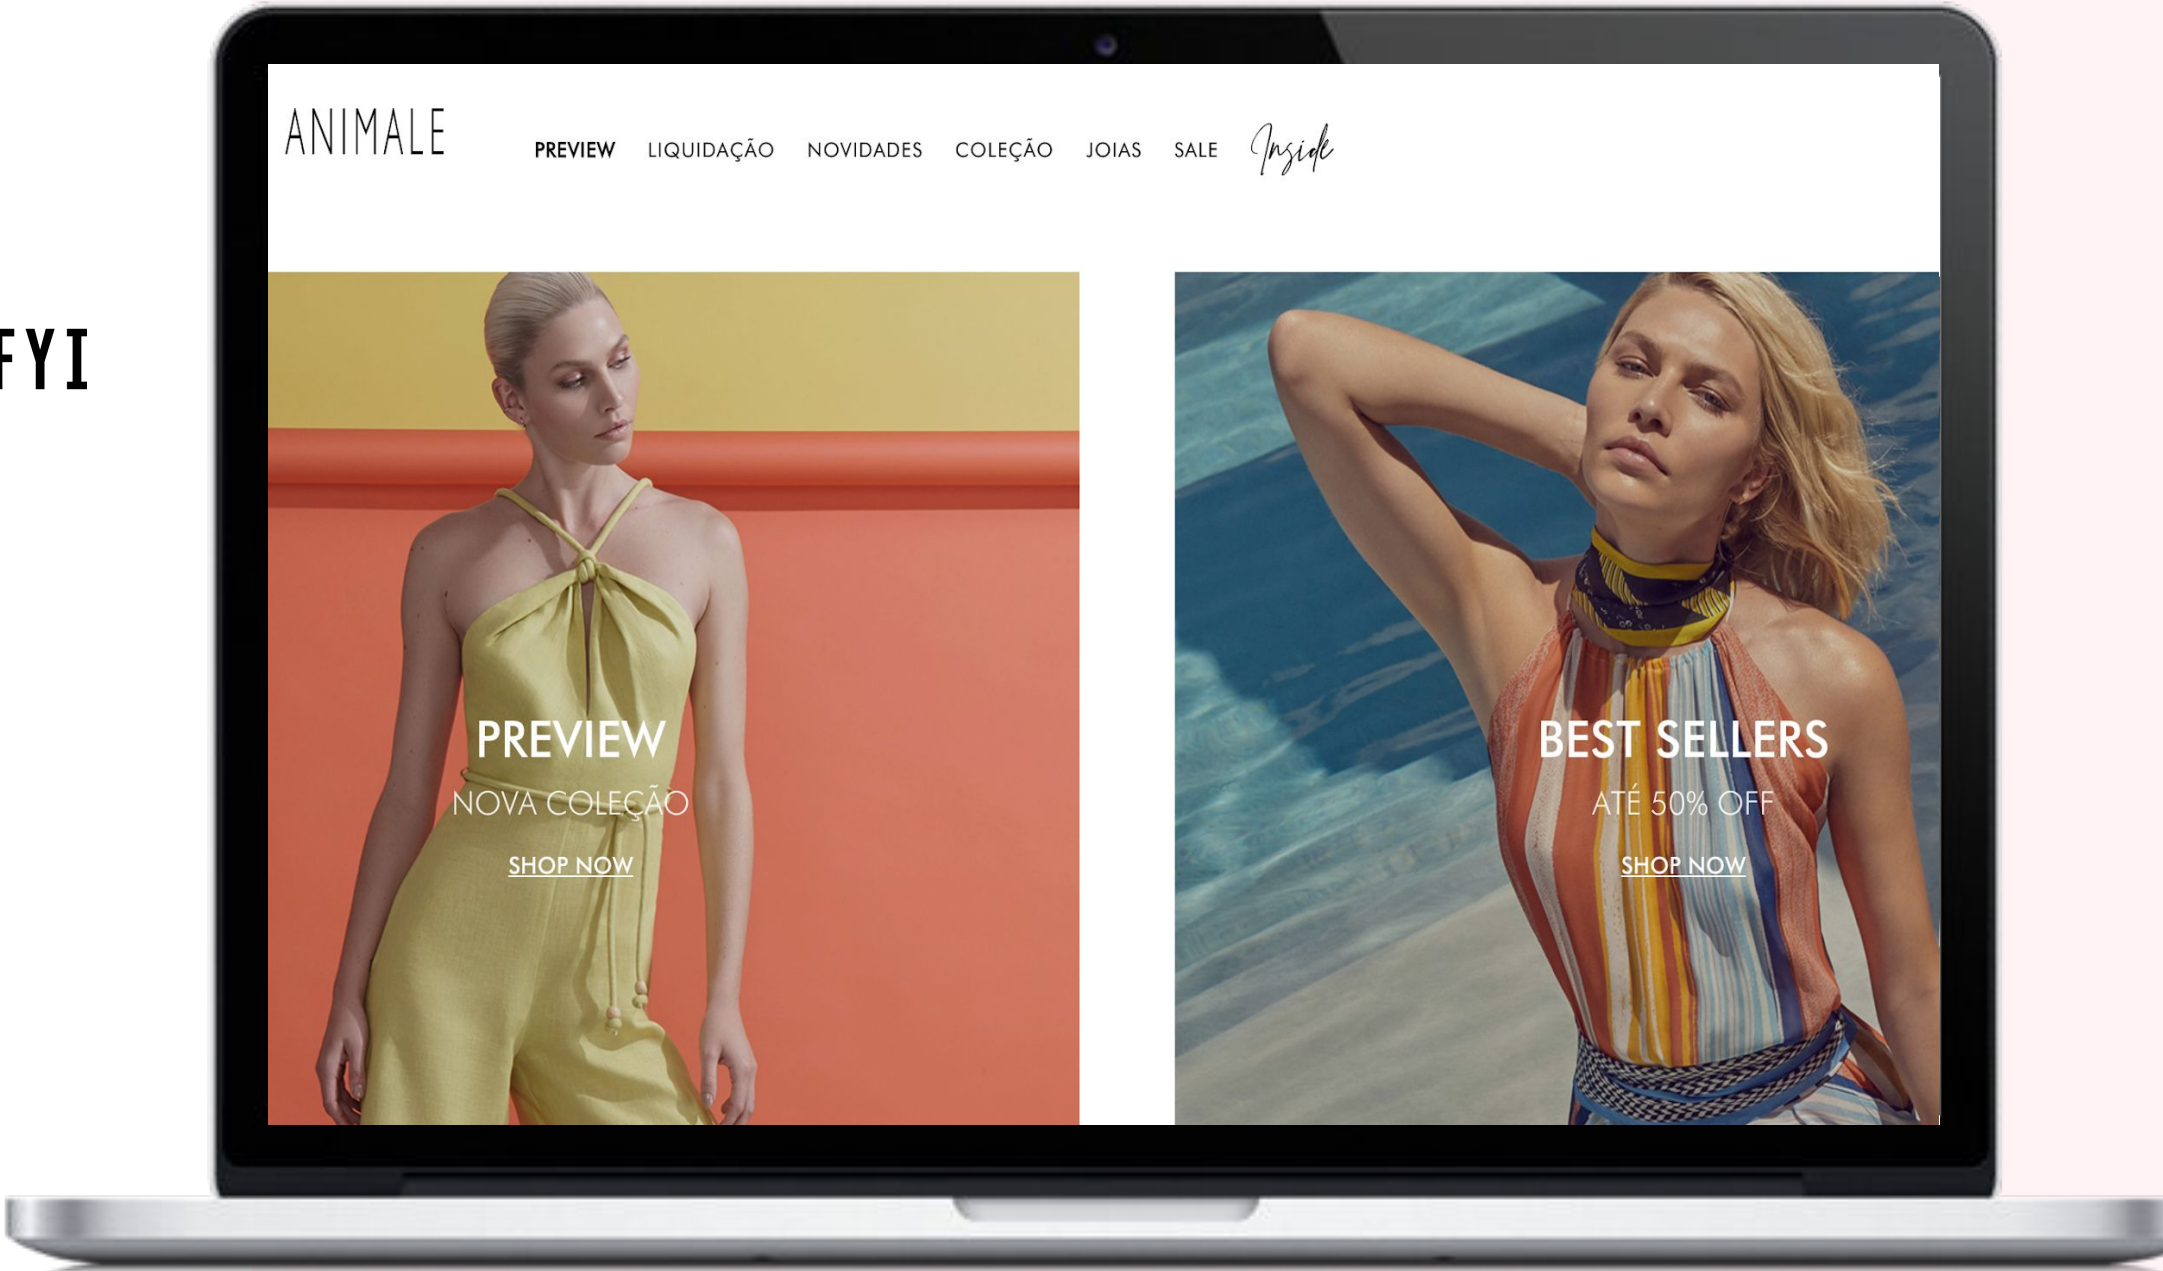 FYI
ANIMALE
PREVIEW LIQUIDAÇÃO NOVIDADES COLEÇÃO JOIAS SALE Inside
PREVIEW
NOVA COLEÇÃO
SHOP NOW
BEST SELLERS
ATÉ 50% OFF
SHOP NOW